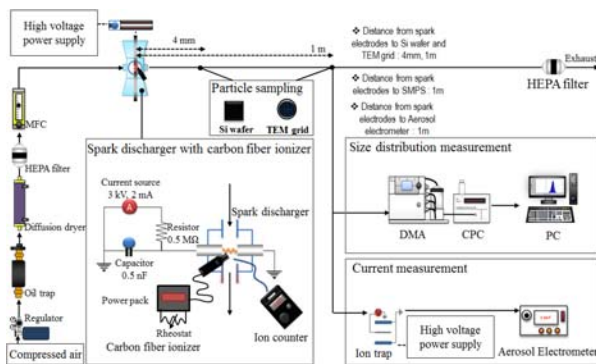 High voltage
power supply
4 mm
1 m
❖ Distance from spark
electrodes to Si wafer and
TEM grid : 4mm, 1m
❖ Distance from spark
electrodes to SMPS : 1m
❖ Distance from spark
electrodes to Aerosol
electrometer : 1m
Exhaust
HEPA filter
Particle sampling
Si wafer
TEM grid
MFC
HEPA filter
Diffusion dryer
Oil trap
Regulator
Compressed air
Spark discharger with carbon fiber ionizer
Current source
3 kV, 2 mA
A
Resistor
0.5 MΩ
Capacitor
0.5 nF
Spark discharger
Power pack
Rheostat
Carbon fiber ionizer
Ion counter
Size distribution measurement
DMA
CPC
PC
Current measurement
Ion trap
High voltage
power supply
Aerosol Electrometer